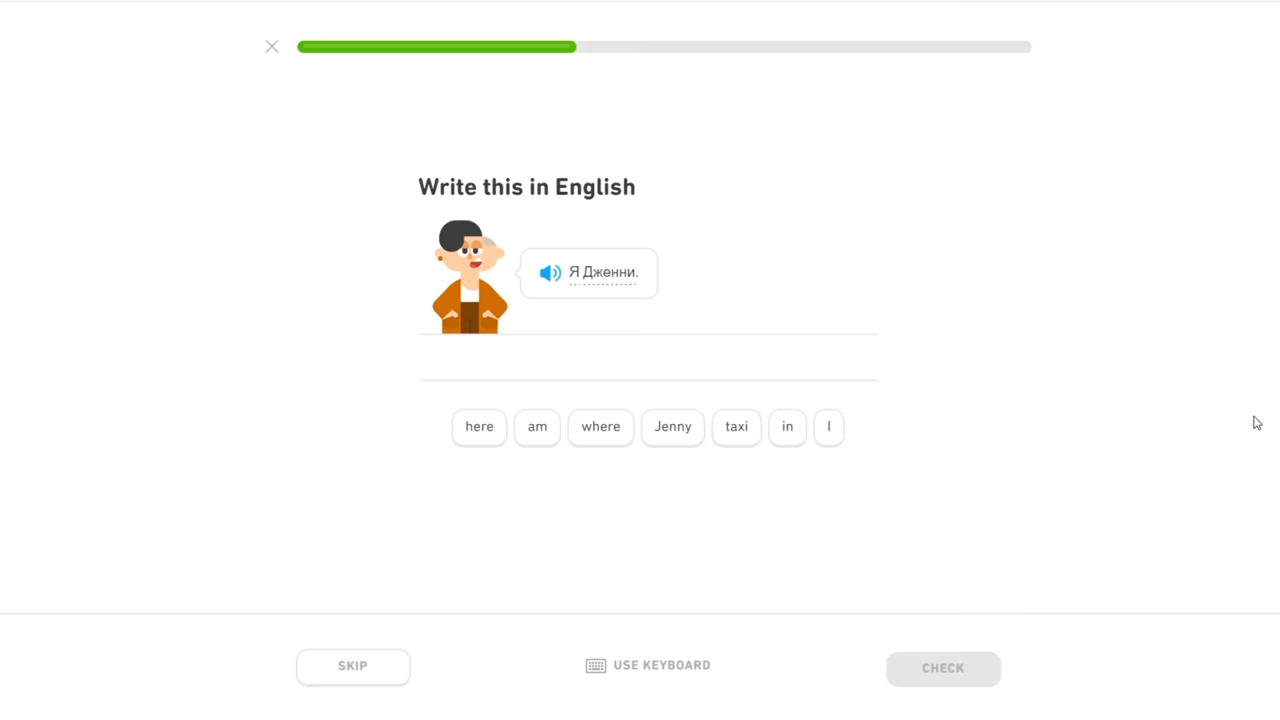 Write this in English
Я Дженни.
here am where Jenny taxi in I
SKIP USE KEYBOARD CHECK